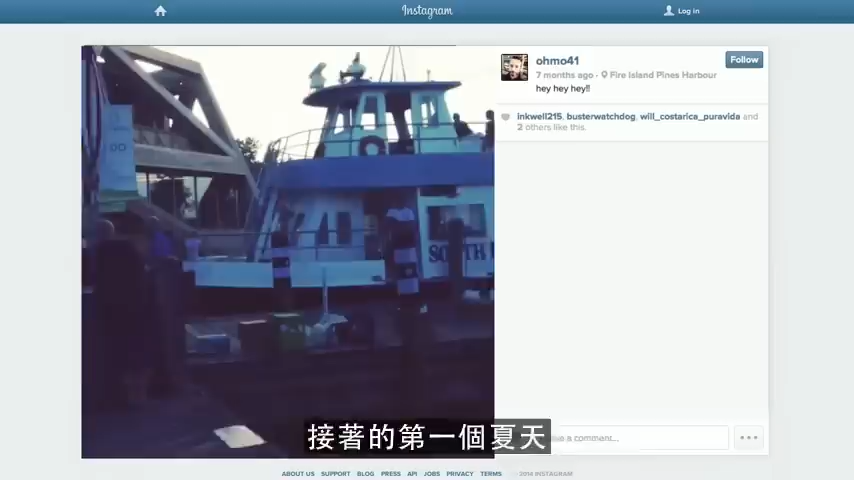 Instagram
Log in
ohmo41
Follow
7 months ago · Fire Island Pines Harbour
hey hey hey!!
inkwell215, busterwatchdog, will_costarica_puravida and
2 others like this.
DO
SOUTH
接著的第一個夏天
a comment...
ABOUT US SUPPORT BLOG PRESS API JOBS PRIVACY TERMS © 2014 INSTAGRAM